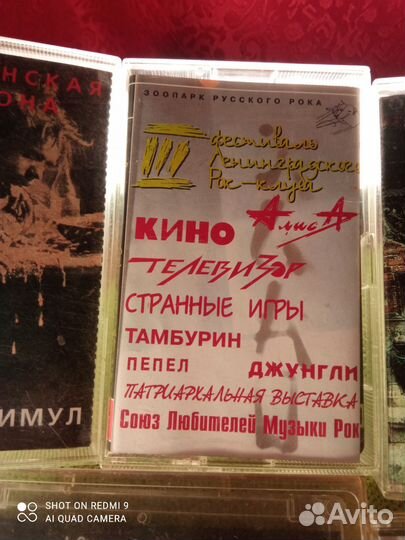 НСКАЯ
ОНА
ИМУЛ
ЗООПАРК РУССКОГО РОКА
III фестиваль
Ленинградского
Рок-клуба
КИНО АлисА
ТЕЛЕВИЗОР
СТРАННЫЕ ИГРЫ
ТАМБУРИН
ПЕПЕЛ ДЖУНГЛИ
ПАТРИАРХАЛЬНАЯ ВЫСТАВКА
Союз Любителей Музыки Рок
SHOT ON REDMI 9
AI QUAD CAMERA
Avito